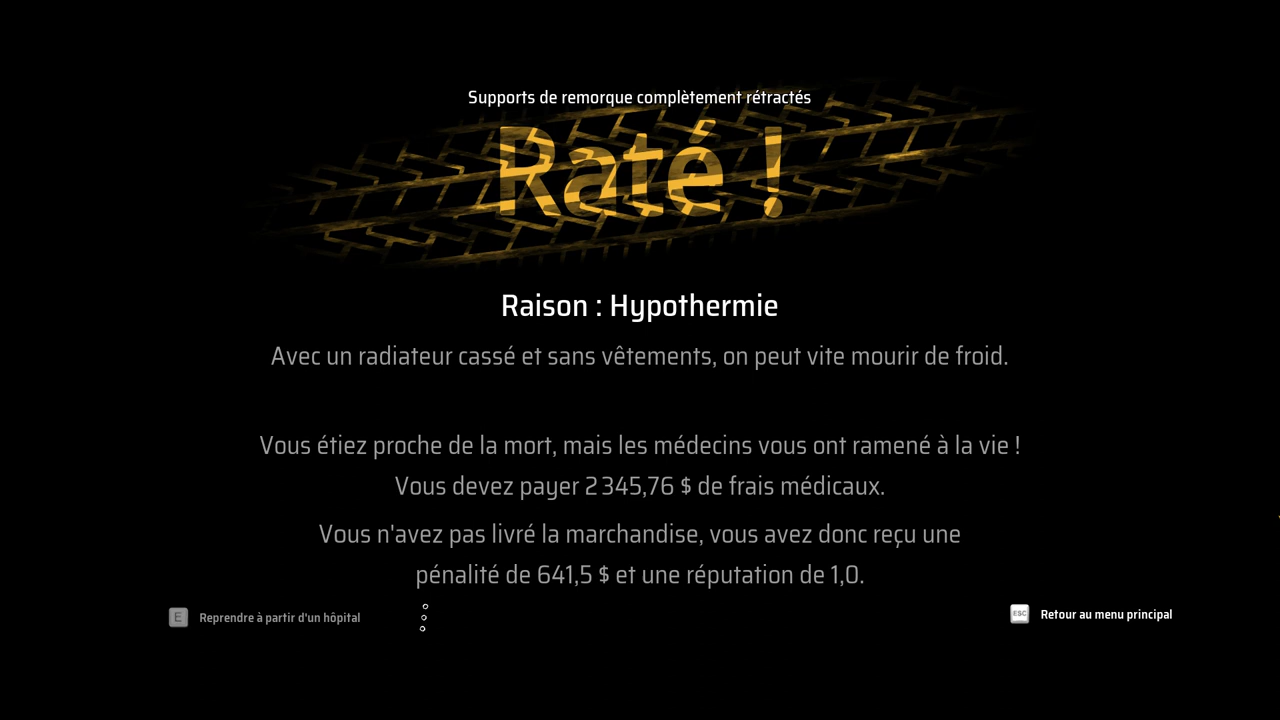 Supports de remorque complètement rétractés
Raté !
Raison : Hypothermie
Avec un radiateur cassé et sans vêtements, on peut vite mourir de froid.
Vous étiez proche de la mort, mais les médecins vous ont ramené à la vie !
Vous devez payer 2 345,76 $ de frais médicaux.
Vous n'avez pas livré la marchandise, vous avez donc reçu une
pénalité de 641,5 $ et une réputation de 1,0.
E Reprendre à partir d'un hôpital
ESC Retour au menu principal